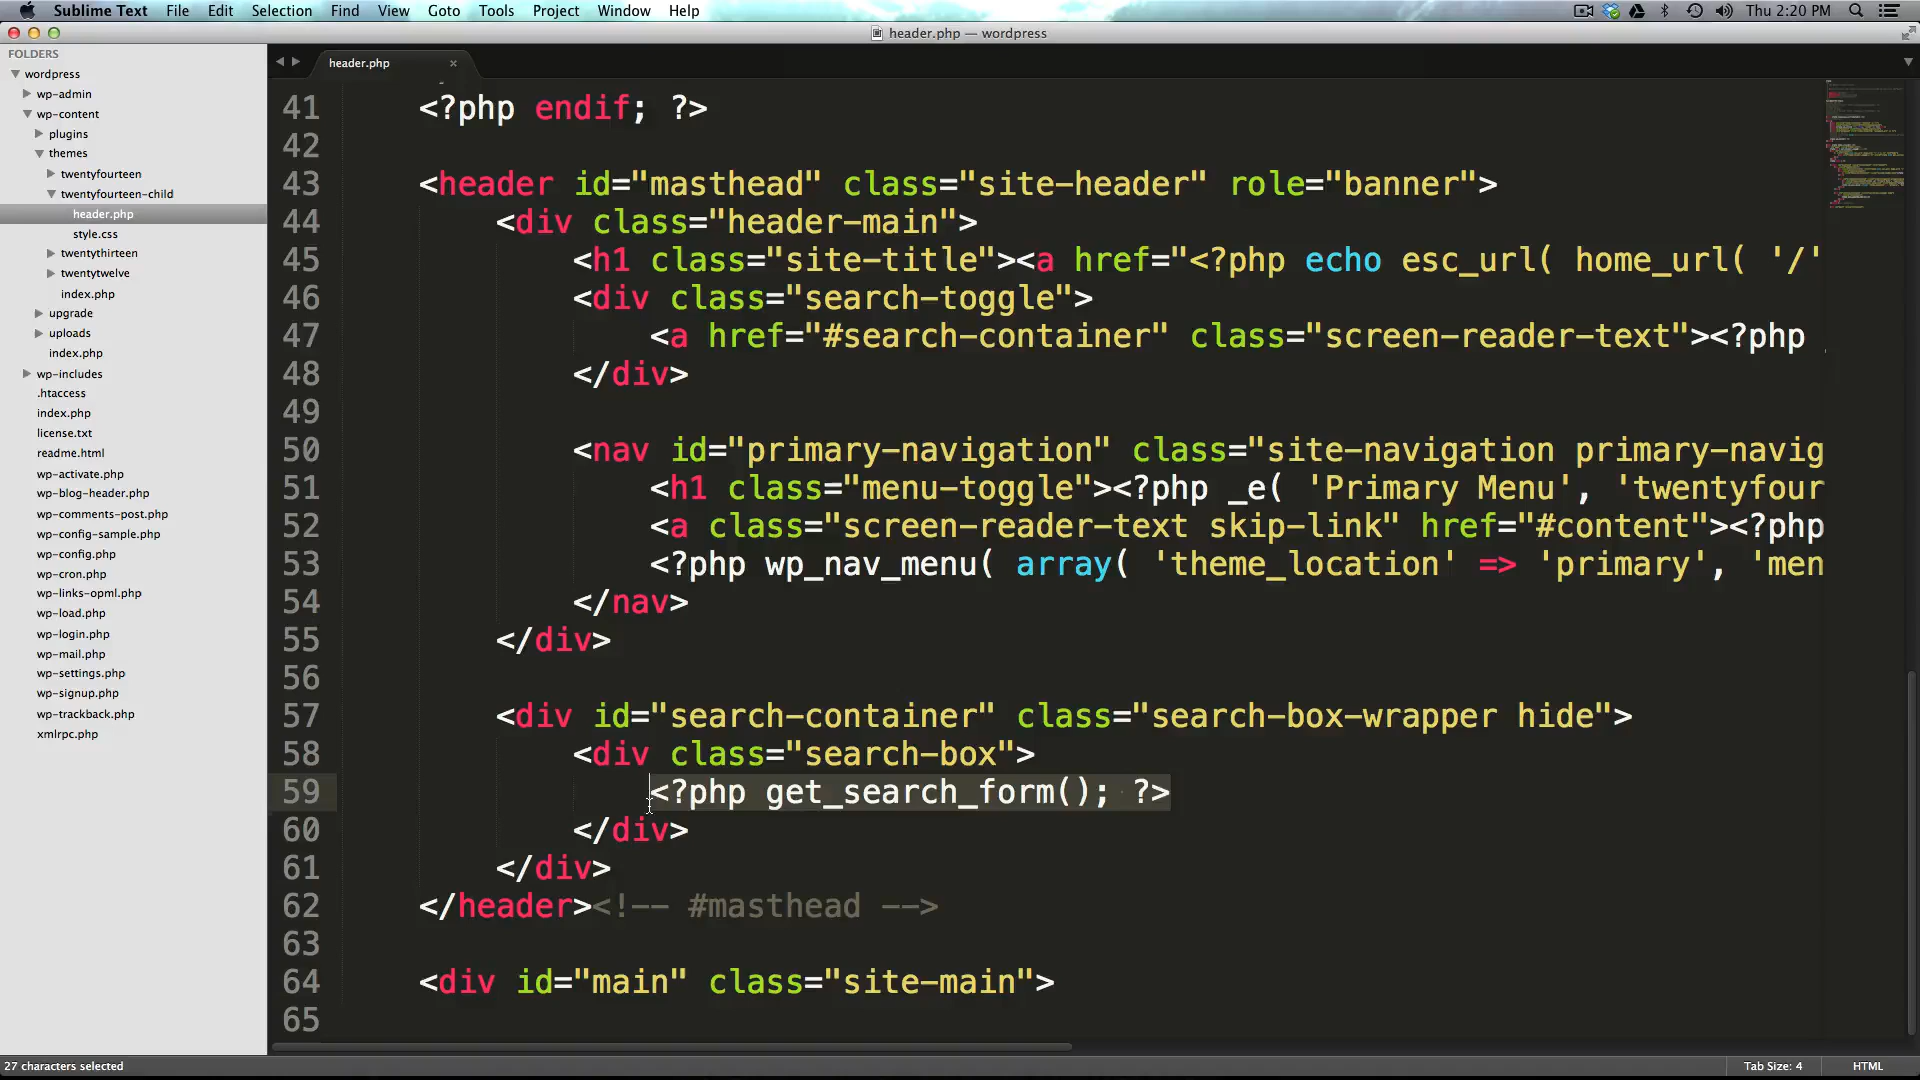 Sublime Text File Edit Selection Find View Goto Tools Project Window Help Thu 2:20 PM
header.php — wordpress
FOLDERS
wordpress
wp-admin
wp-content
plugins
themes
twentyfourteen
twentyfourteen-child
header.php
style.css
twentythirteen
twentytwelve
index.php
upgrade
uploads
index.php
wp-includes
.htaccess
index.php
license.txt
readme.html
wp-activate.php
wp-blog-header.php
wp-comments-post.php
wp-config-sample.php
wp-config.php
wp-cron.php
wp-links-opml.php
wp-load.php
wp-login.php
wp-mail.php
wp-settings.php
wp-signup.php
wp-trackback.php
xmlrpc.php
header.php ×
41 <?php endif; ?>
42
43 <header id="masthead" class="site-header" role="banner">
44 <div class="header-main">
45 <h1 class="site-title"><a href="<?php echo esc_url( home_url( '/'
46 <div class="search-toggle">
47 <a href="#search-container" class="screen-reader-text"><?php
48 </div>
49
50 <nav id="primary-navigation" class="site-navigation primary-navig
51 <h1 class="menu-toggle"><?php _e( 'Primary Menu', 'twentyfour
52 <a class="screen-reader-text skip-link" href="#content"><?php
53 <?php wp_nav_menu( array( 'theme_location' => 'primary', 'men
54 </nav>
55 </div>
56
57 <div id="search-container" class="search-box-wrapper hide">
58 <div class="search-box">
59 <?php get_search_form(); ?>
60 </div>
61 </div>
62 </header><!-- #masthead -->
63
64 <div id="main" class="site-main">
65
27 characters selected
Tab Size: 4
HTML